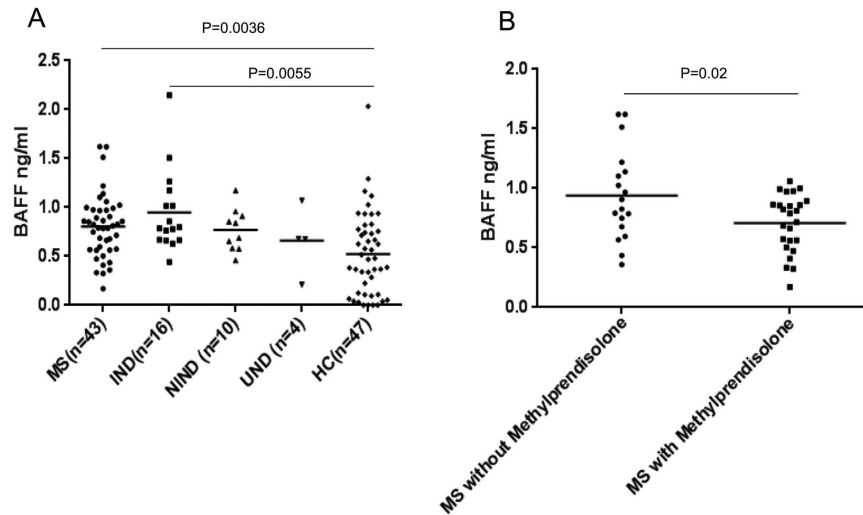 A
P=0.0036
P=0.0055
BAFF ng/ml
2.5
2.0
1.5
1.0
0.5
0.0
MS(n=43)
IND(n=16)
NIND (n=10)
UND (n=4)
HC(n=47)
B
P=0.02
BAFF ng/ml
2.0
1.5
1.0
0.5
0.0
MS without Methylprendisolone
MS with Methylprendisolone